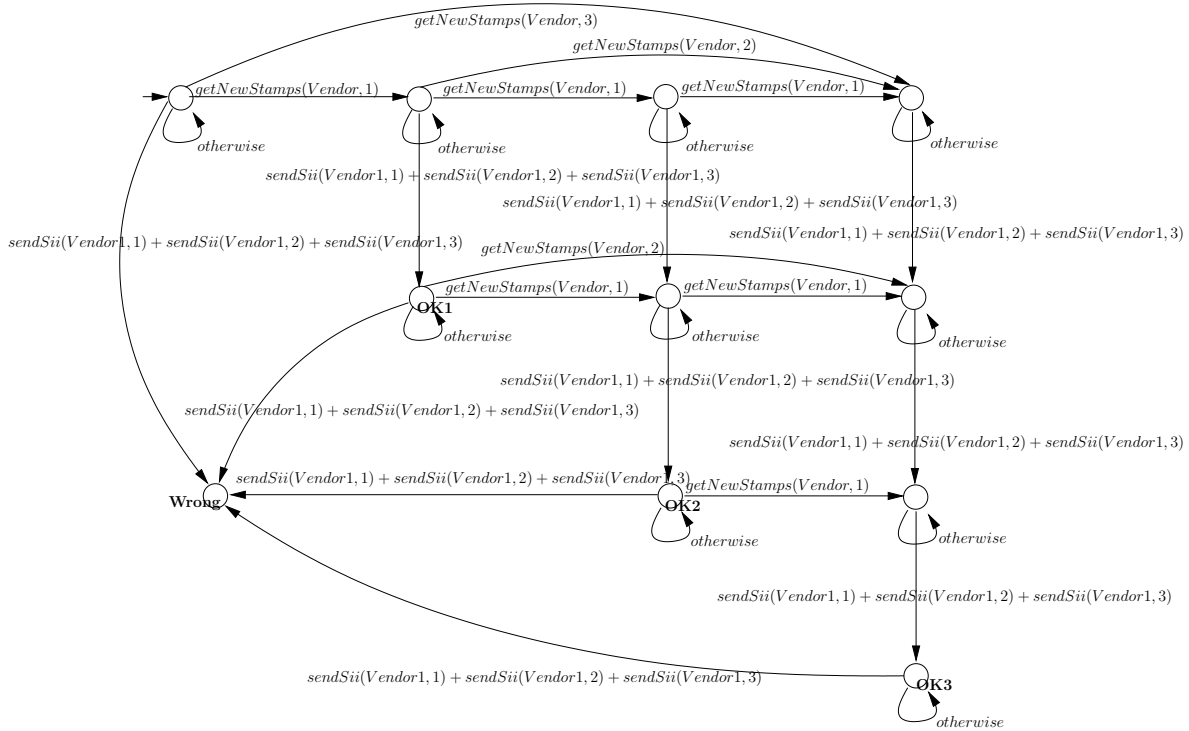 getNewStamps(Vendor, 3)
getNewStamps(Vendor, 2)
getNewStamps(Vendor, 1)
getNewStamps(Vendor, 1)
getNewStamps(Vendor, 1)
otherwise
otherwise
otherwise
otherwise
sendSii(Vendor1, 1) + sendSii(Vendor1, 2) + sendSii(Vendor1, 3)
sendSii(Vendor1, 1) + sendSii(Vendor1, 2) + sendSii(Vendor1, 3)
sendSii(Vendor1, 1) + sendSii(Vendor1, 2) + sendSii(Vendor1, 3)
sendSii(Vendor1, 1) + sendSii(Vendor1, 2) + sendSii(Vendor1, 3)
getNewStamps(Vendor, 2)
getNewStamps(Vendor, 1)
getNewStamps(Vendor, 1)
OK1
otherwise
otherwise
otherwise
sendSii(Vendor1, 1) + sendSii(Vendor1, 2) + sendSii(Vendor1, 3)
sendSii(Vendor1, 1) + sendSii(Vendor1, 2) + sendSii(Vendor1, 3)
sendSii(Vendor1, 1) + sendSii(Vendor1, 2) + sendSii(Vendor1, 3)
sendSii(Vendor1, 1) + sendSii(Vendor1, 2) + sendSii(Vendor1, 3)
getNewStamps(Vendor, 1)
Wrong
OK2
otherwise
otherwise
sendSii(Vendor1, 1) + sendSii(Vendor1, 2) + sendSii(Vendor1, 3)
sendSii(Vendor1, 1) + sendSii(Vendor1, 2) + sendSii(Vendor1, 3)
OK3
otherwise